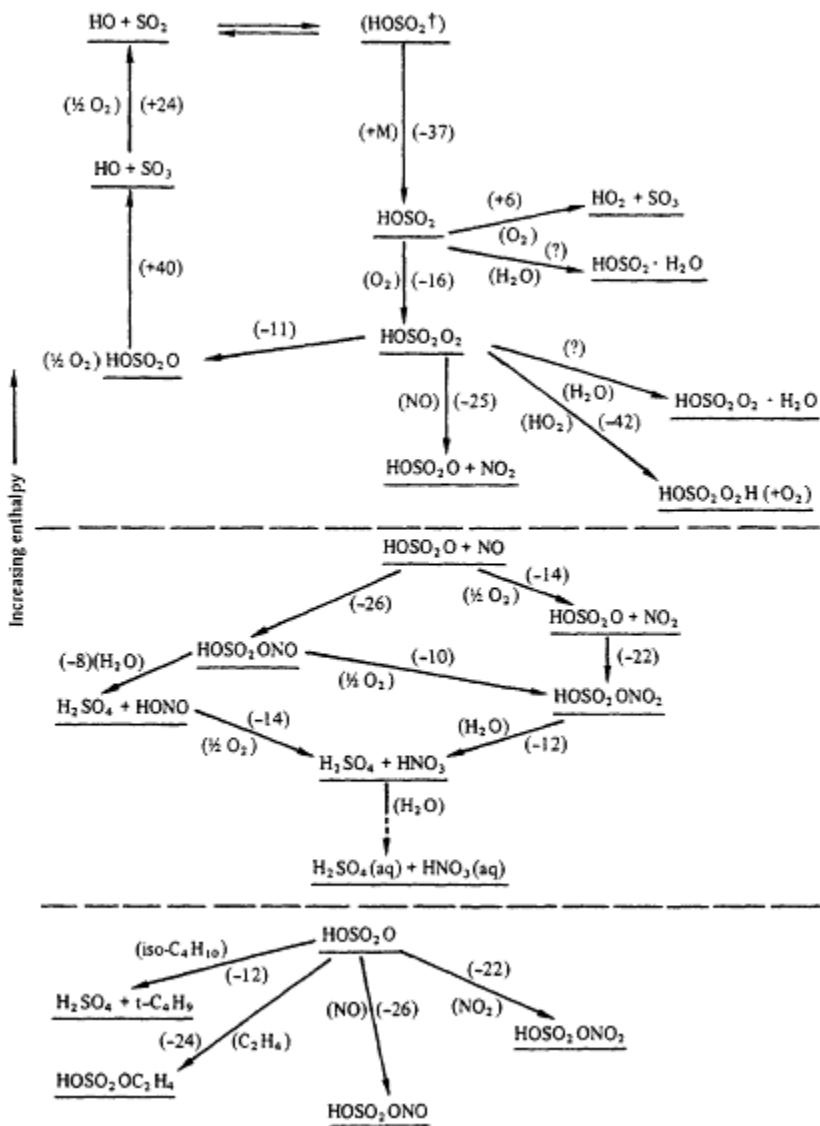 HO + SO₂
(HOSO₂†)
(½ O₂) (+24)
(+M) (−37)
HO + SO₃
HOSO₂
(+6)
(O₂)
HO₂ + SO₃
(?)
(H₂O)
HOSO₂ · H₂O
(+40)
(O₂) (−16)
(−11)
(½ O₂) HOSO₂O
HOSO₂O₂
(?)
(H₂O)
HOSO₂O₂ · H₂O
(NO) (−25)
(HO₂) (−42)
HOSO₂O + NO₂
HOSO₂O₂H (+O₂)
Increasing enthalpy
HOSO₂O + NO
(−26)
(−14)
(½ O₂)
HOSO₂O + NO₂
HOSO₂ONO
(−22)
(−8)(H₂O)
(−10)
(½ O₂)
HOSO₂ONO₂
H₂SO₄ + HONO
(−14)
(½ O₂)
(H₂O)
(−12)
H₂SO₄ + HNO₃
(H₂O)
H₂SO₄(aq) + HNO₃(aq)
HOSO₂O
(iso-C₄H₁₀)
(−12)
H₂SO₄ + t-C₄H₉
(−24) (C₂H₄)
HOSO₂OC₂H₄
(NO) (−26)
HOSO₂ONO
(−22)
(NO₂)
HOSO₂ONO₂